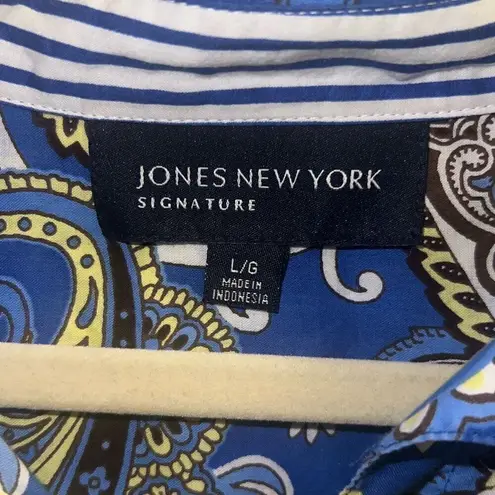 JONES NEW YORK
SIGNATURE
L/G
MADE IN
INDONESIA